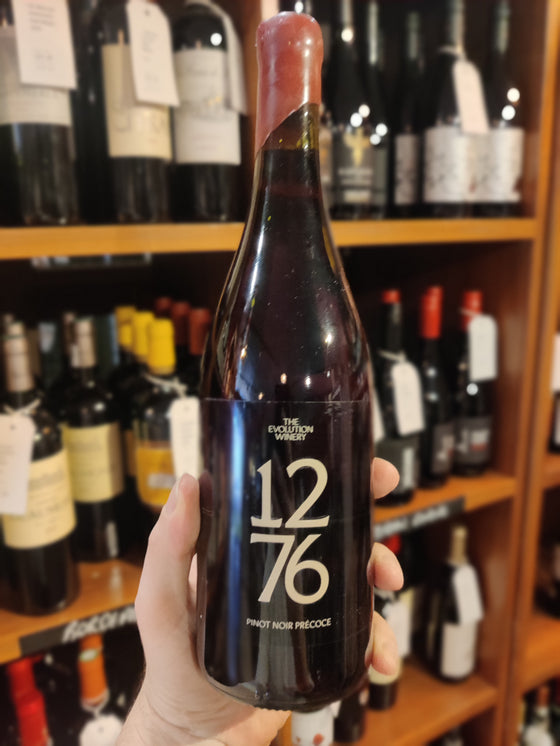 THE
EVOLUTION
WINERY
12
76
PINOT NOIR PRÉCOCE